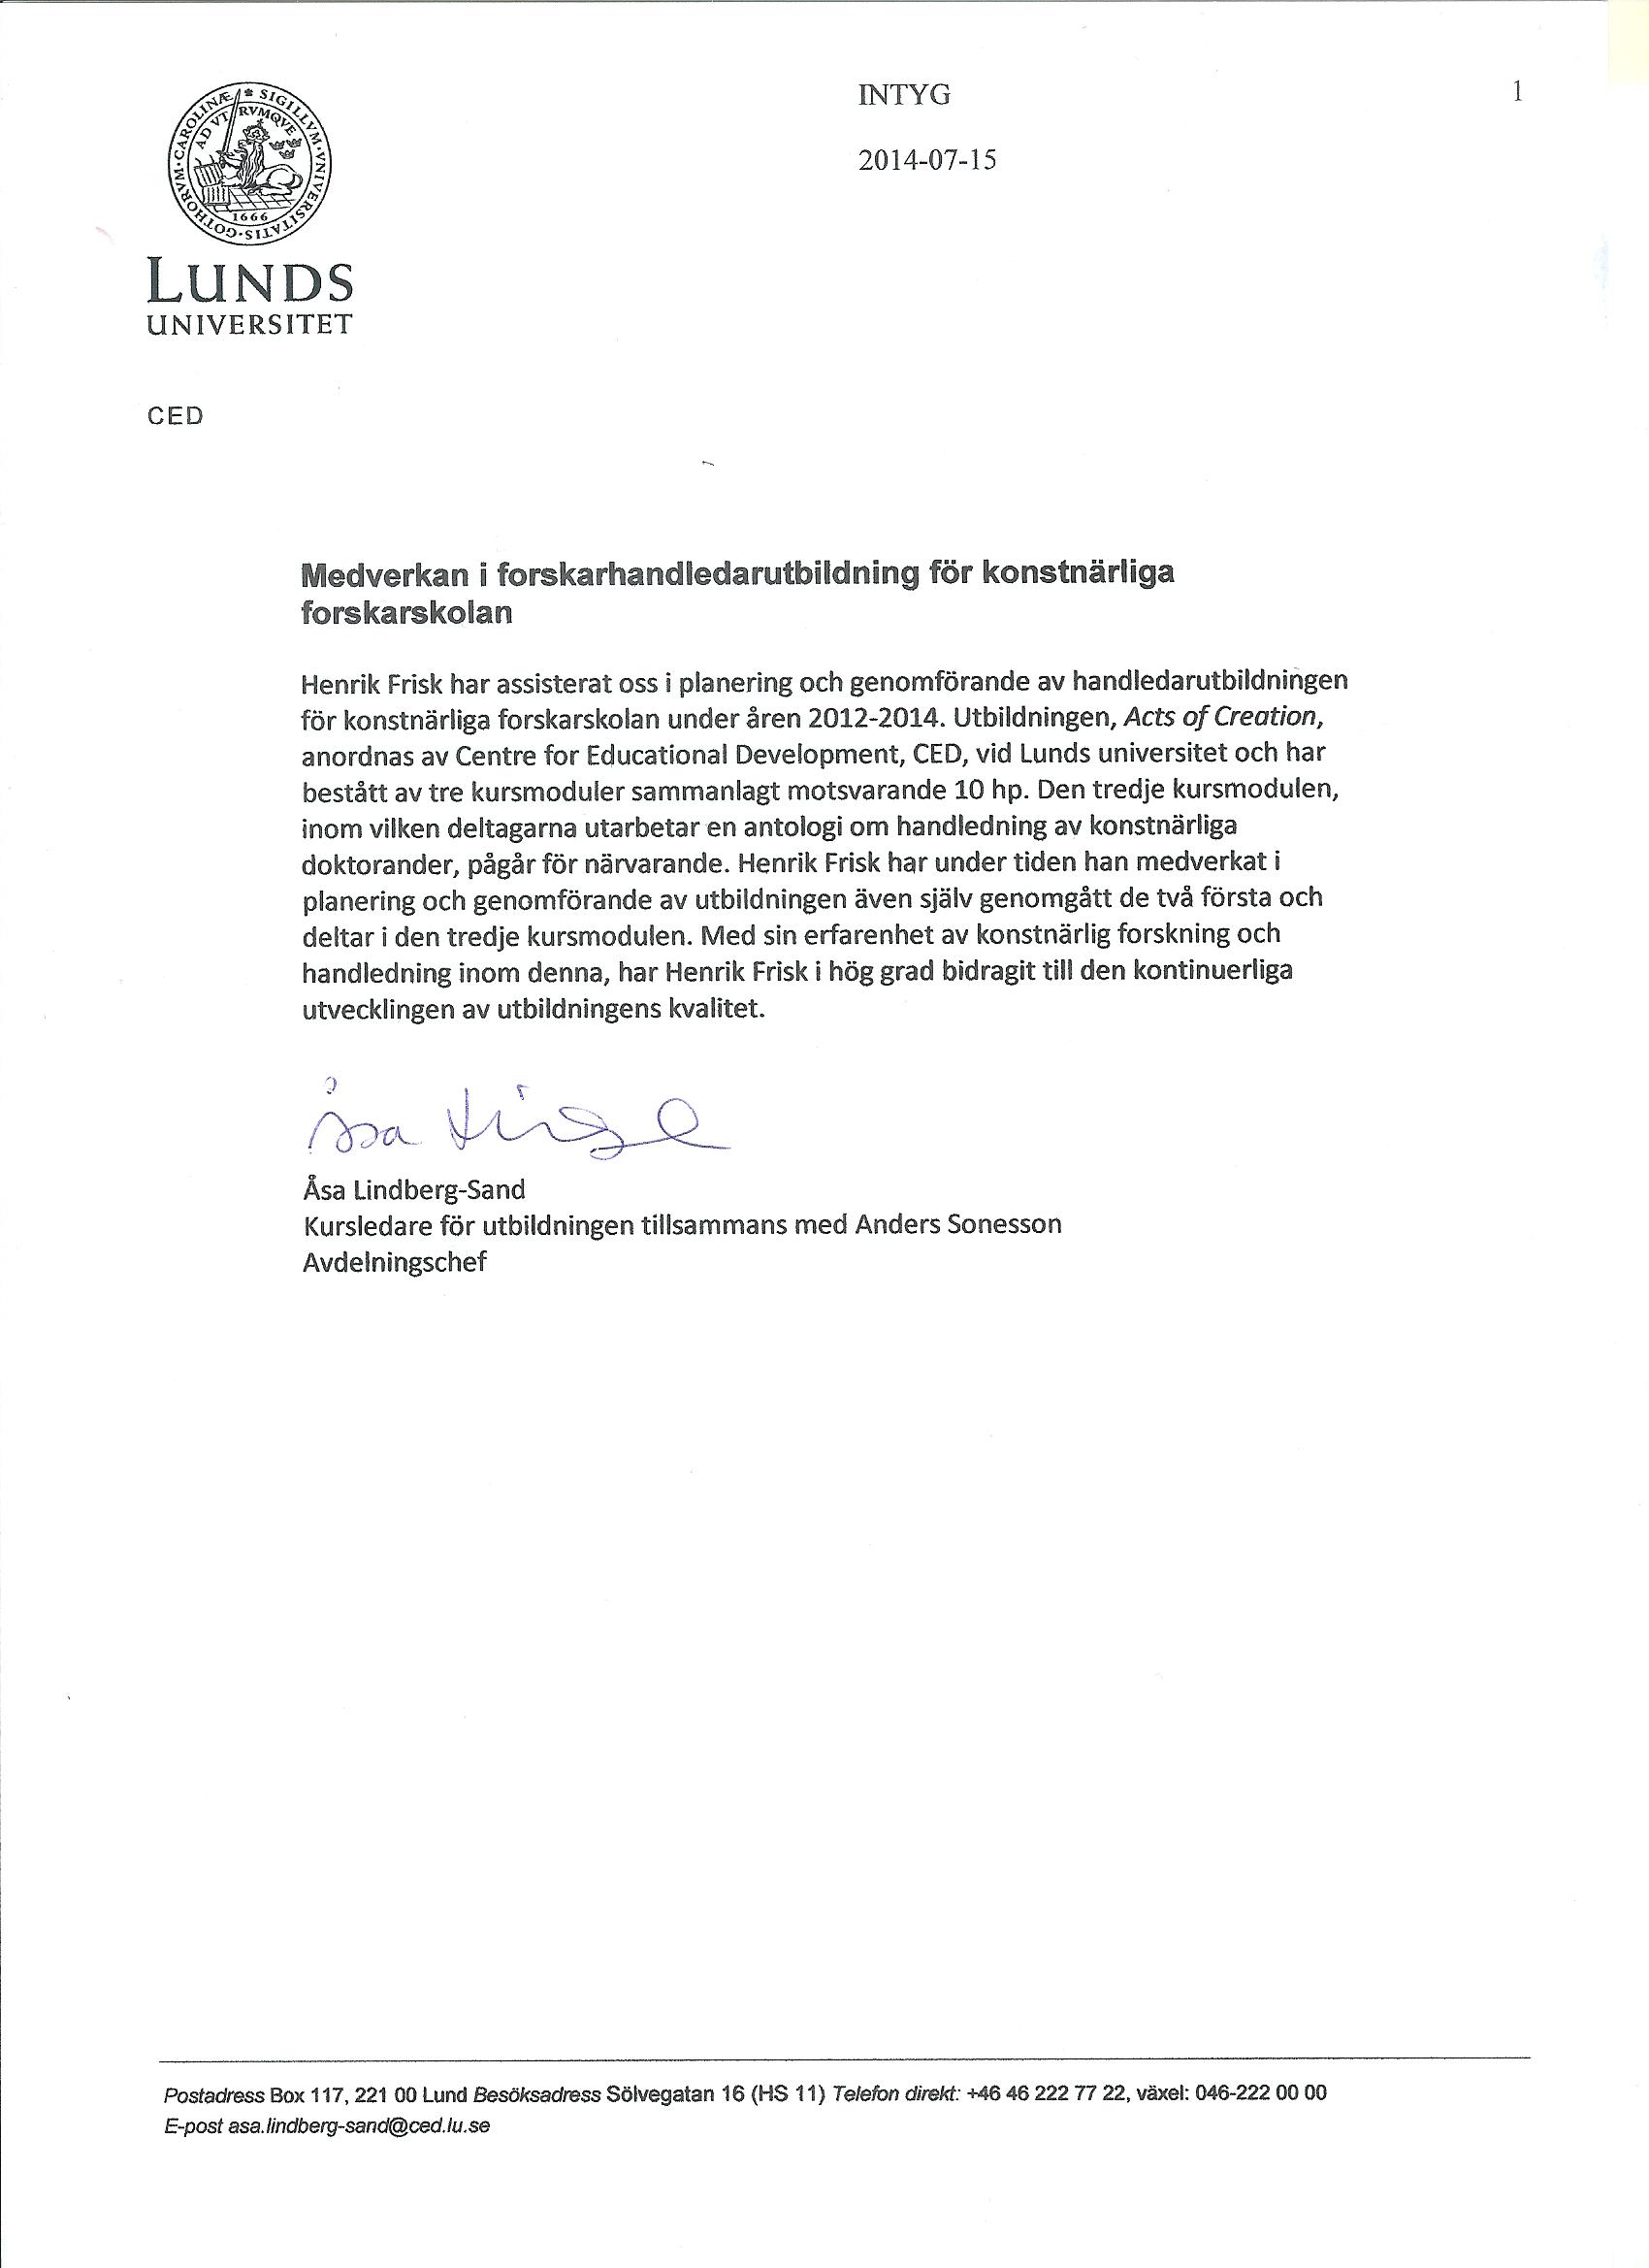 INTYG
1
2014-07-15
SIGILLVM·VNIVERSITATIS·GOTHORVM·CAROLINÆ
AD VTRVMQVE
1666
LUNDS
UNIVERSITET
CED
Medverkan i forskarhandledarutbildning för konstnärliga
forskarskolan
Henrik Frisk har assisterat oss i planering och genomförande av handledarutbildningen
för konstnärliga forskarskolan under åren 2012-2014. Utbildningen, Acts of Creation,
anordnas av Centre for Educational Development, CED, vid Lunds universitet och har
bestått av tre kursmoduler sammanlagt motsvarande 10 hp. Den tredje kursmodulen,
inom vilken deltagarna utarbetar en antologi om handledning av konstnärliga
doktorander, pågår för närvarande. Henrik Frisk har under tiden han medverkat i
planering och genomförande av utbildningen även själv genomgått de två första och
deltar i den tredje kursmodulen. Med sin erfarenhet av konstnärlig forskning och
handledning inom denna, har Henrik Frisk i hög grad bidragit till den kontinuerliga
utvecklingen av utbildningens kvalitet.
Åsa
Åsa Lindberg-Sand
Kursledare för utbildningen tillsammans med Anders Sonesson
Avdelningschef
Postadress Box 117, 221 00 Lund Besöksadress Sölvegatan 16 (HS 11) Telefon direkt: +46 46 222 77 22, växel: 046-222 00 00
E-post asa.lindberg-sand@ced.lu.se